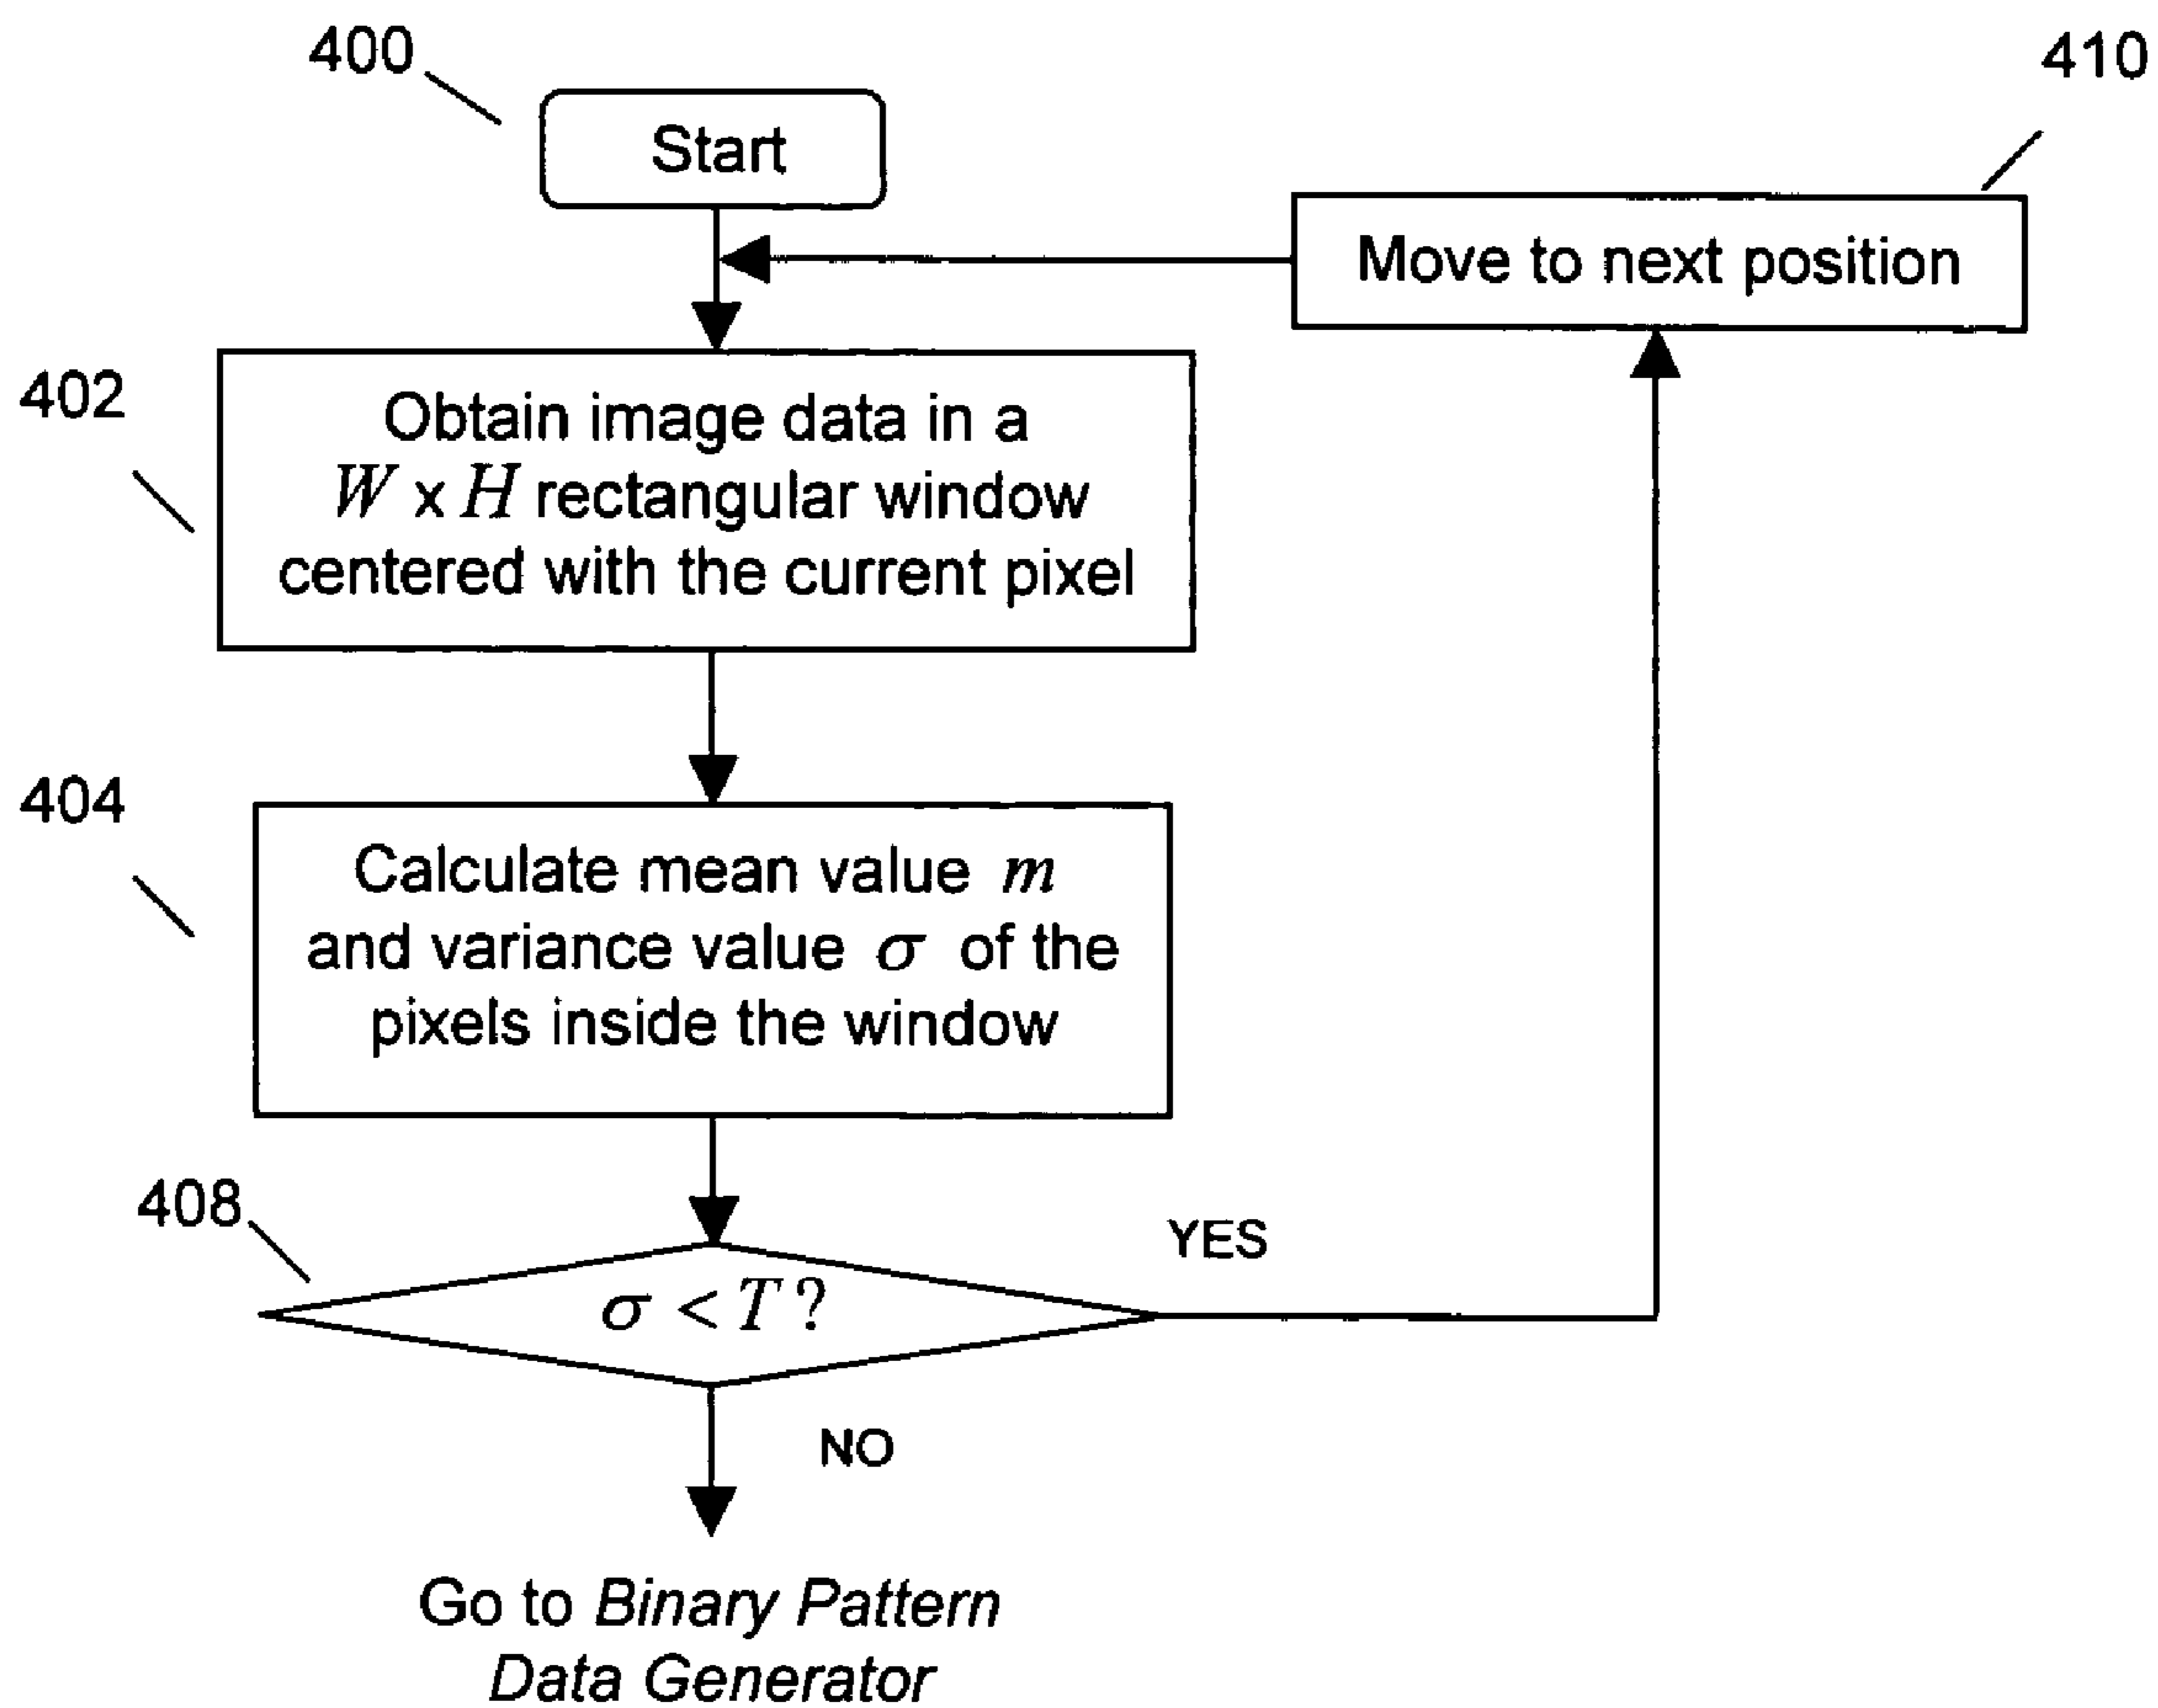 400
Start
410
Move to next position
402
Obtain image data in a
W x H rectangular window
centered with the current pixel
404
Calculate mean value m
and variance value σ of the
pixels inside the window
408
σ < T ?
YES
NO
Go to Binary Pattern
Data Generator